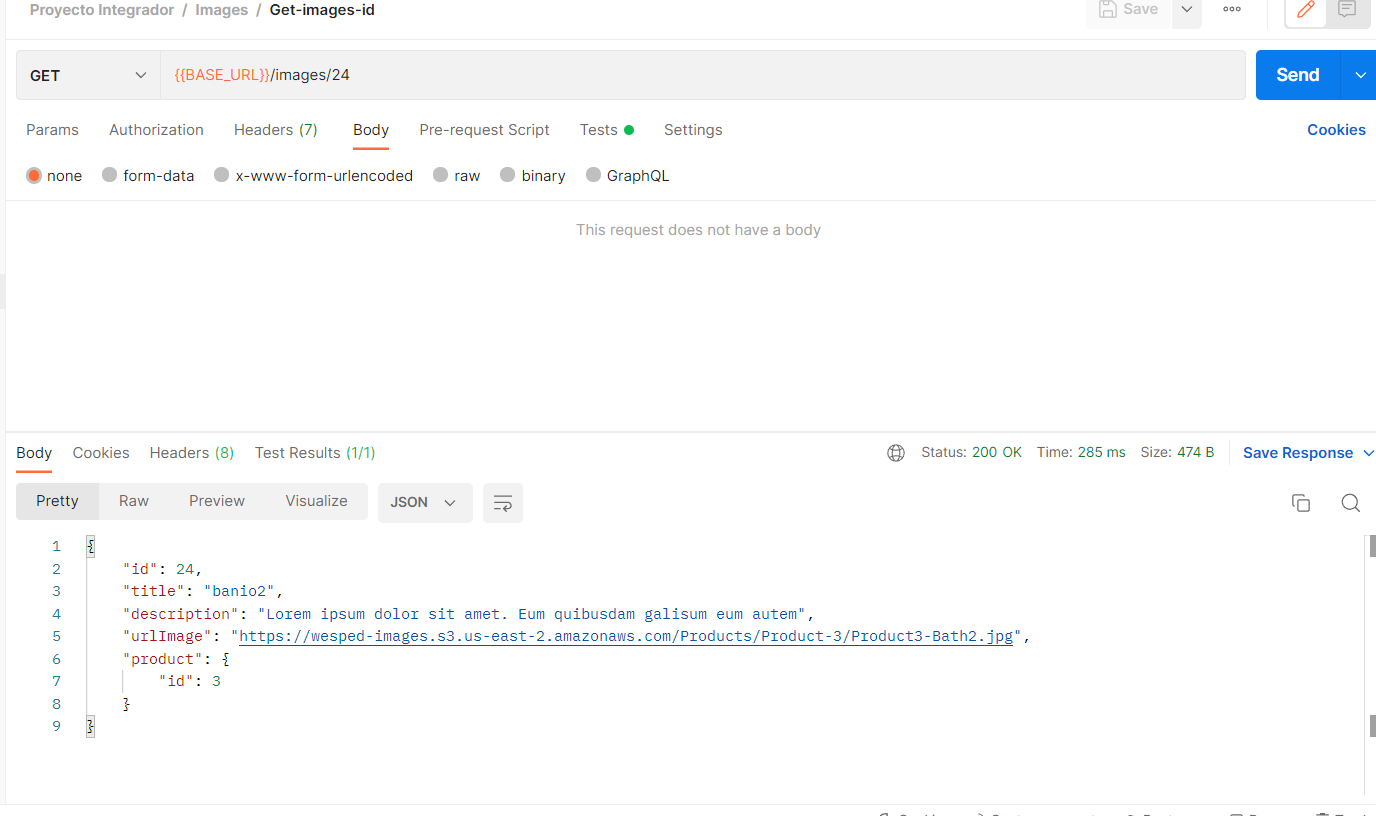 Proyecto Integrador / Images / Get-images-id
Save
GET
{{BASE_URL}}/images/24
Send
Params Authorization Headers (7) Body Pre-request Script Tests Settings
Cookies
none form-data x-www-form-urlencoded raw binary GraphQL
This request does not have a body
Body Cookies Headers (8) Test Results (1/1)
Status: 200 OK Time: 285 ms Size: 474 B Save Response
Pretty Raw Preview Visualize JSON
1 {
2 "id": 24,
3 "title": "banio2",
4 "description": "Lorem ipsum dolor sit amet. Eum quibusdam galisum eum autem",
5 "urlImage": "https://wesped-images.s3.us-east-2.amazonaws.com/Products/Product-3/Product3-Bath2.jpg",
6 "product": {
7 "id": 3
8 }
9 }